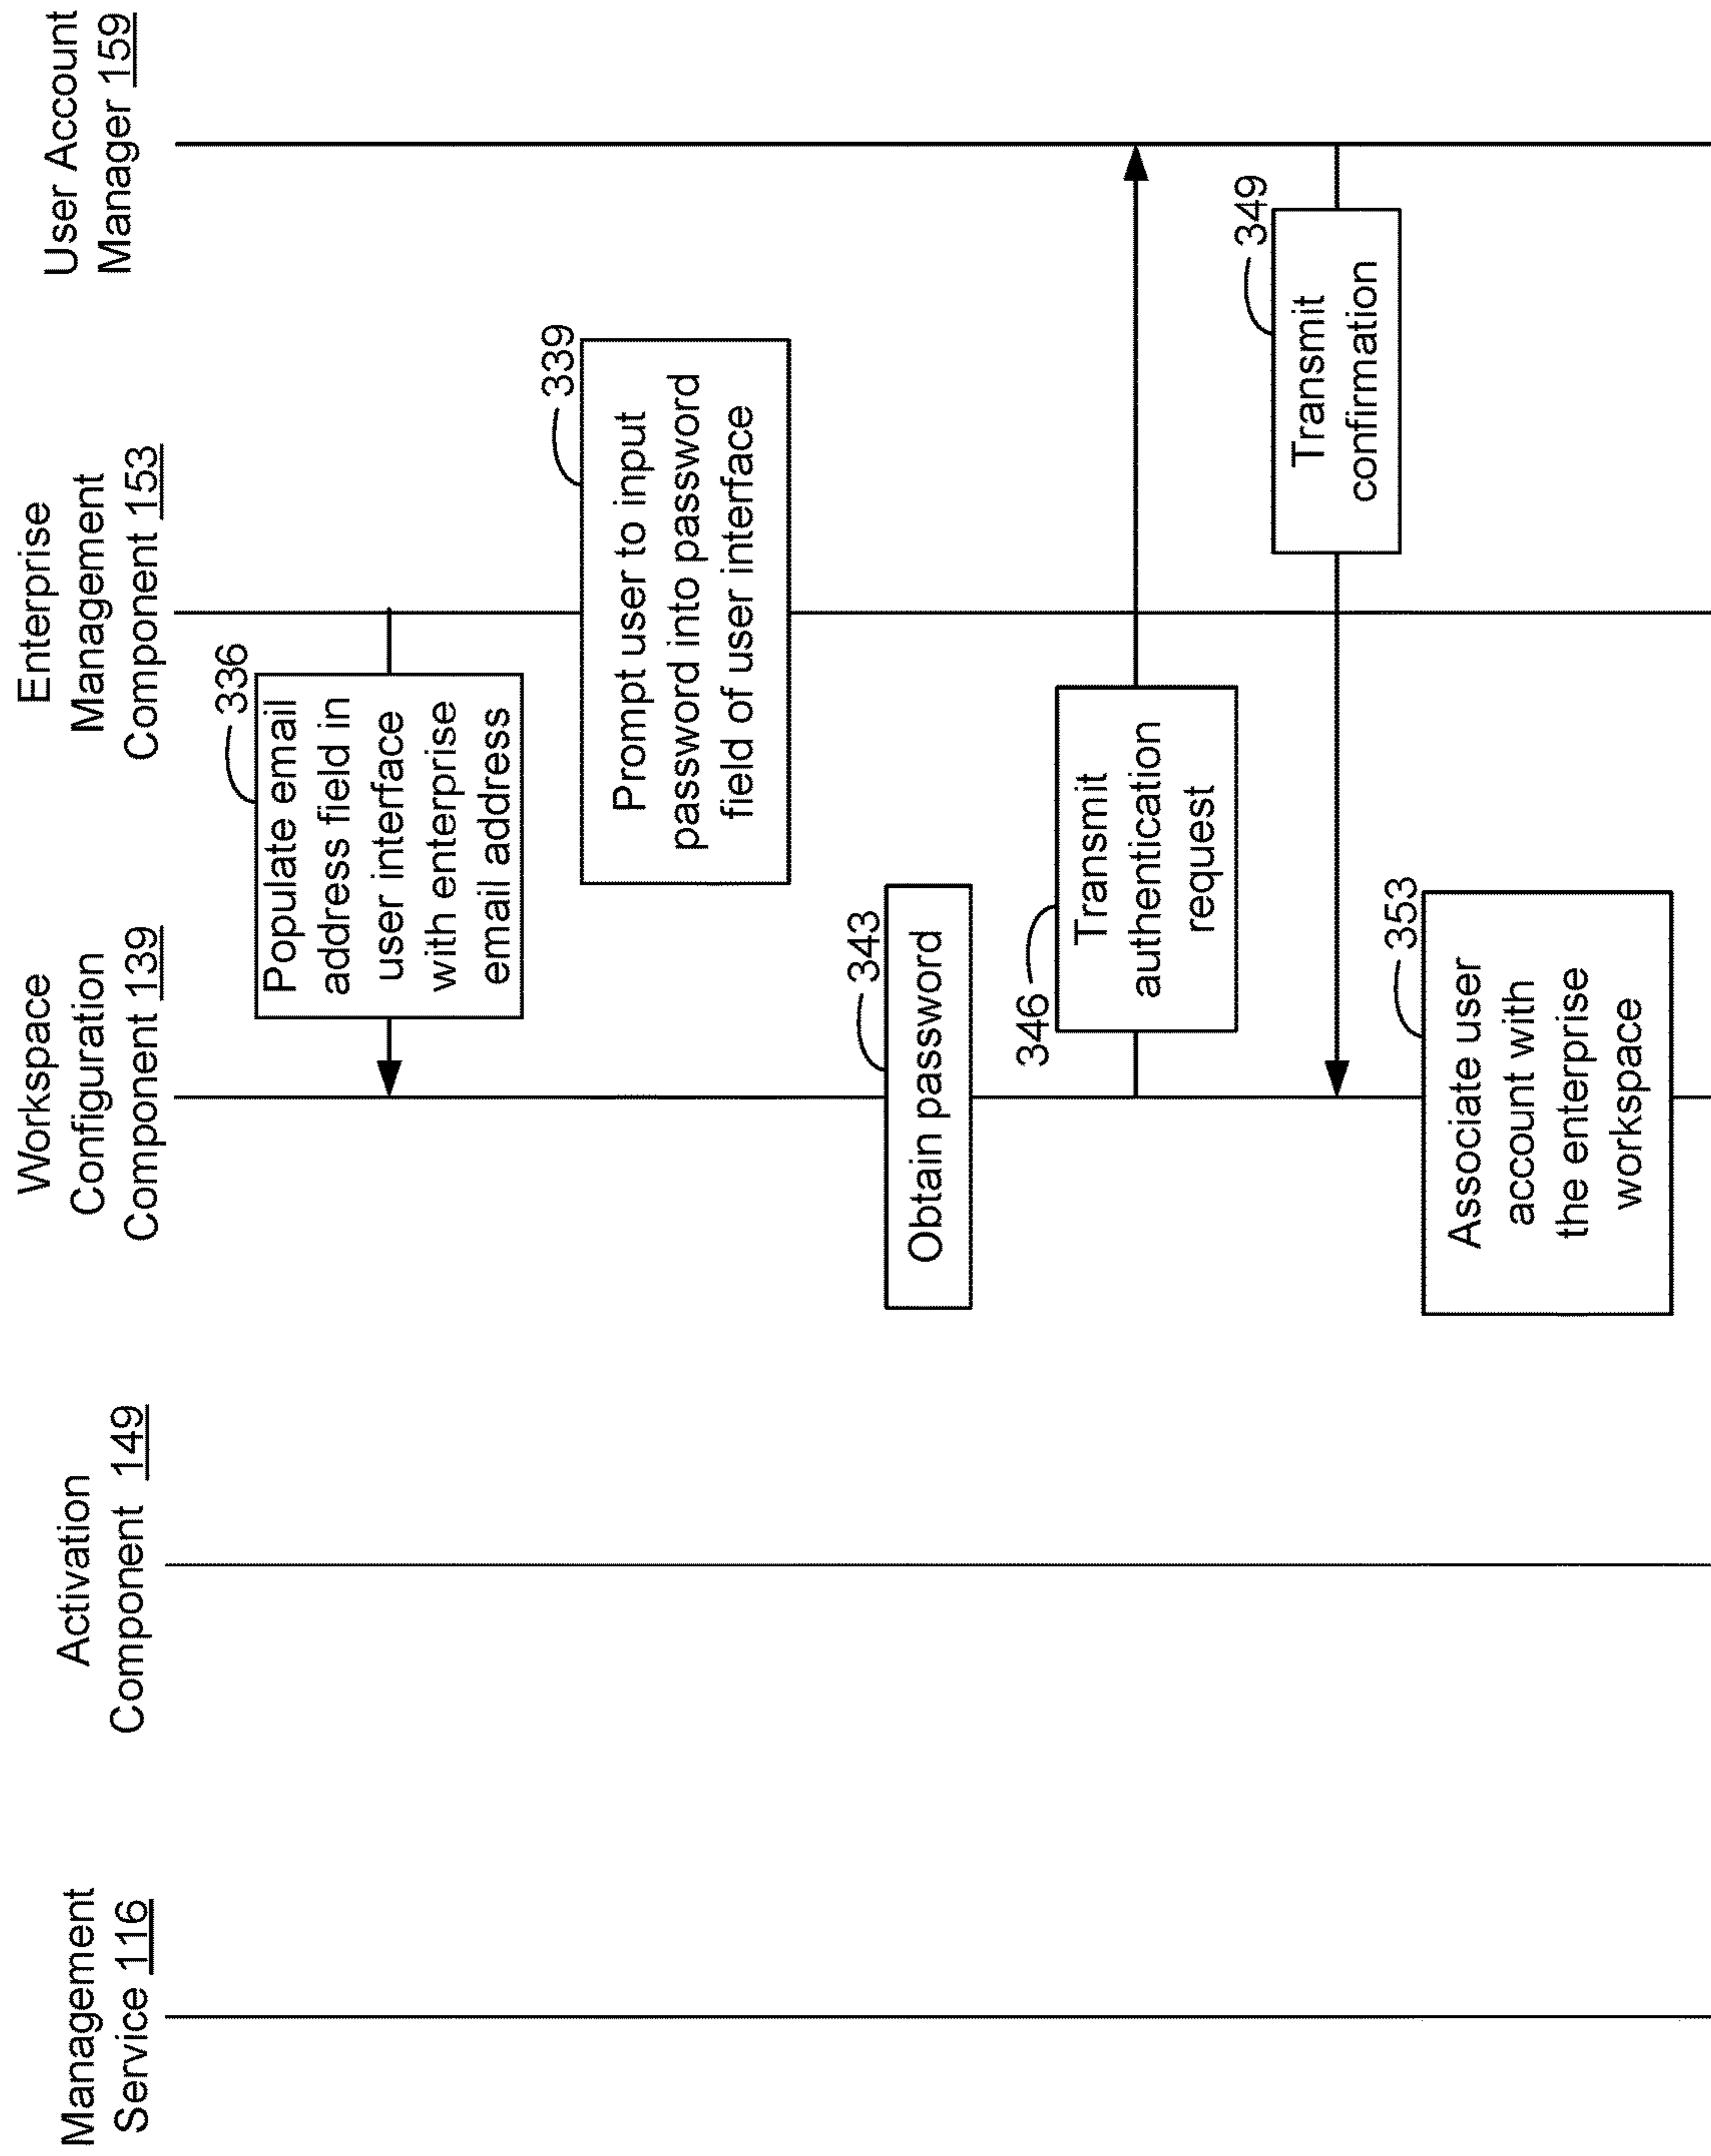 Management
Service 116
Activation
Component 149
Workspace
Configuration
Component 139
Enterprise
Management
Component 153
User Account
Manager 159
336
Populate email
address field in
user interface
with enterprise
email address
339
Prompt user to input
password into password
field of user interface
343
Obtain password
346
Transmit
authentication
request
349
Transmit
confirmation
353
Associate user
account with
the enterprise
workspace